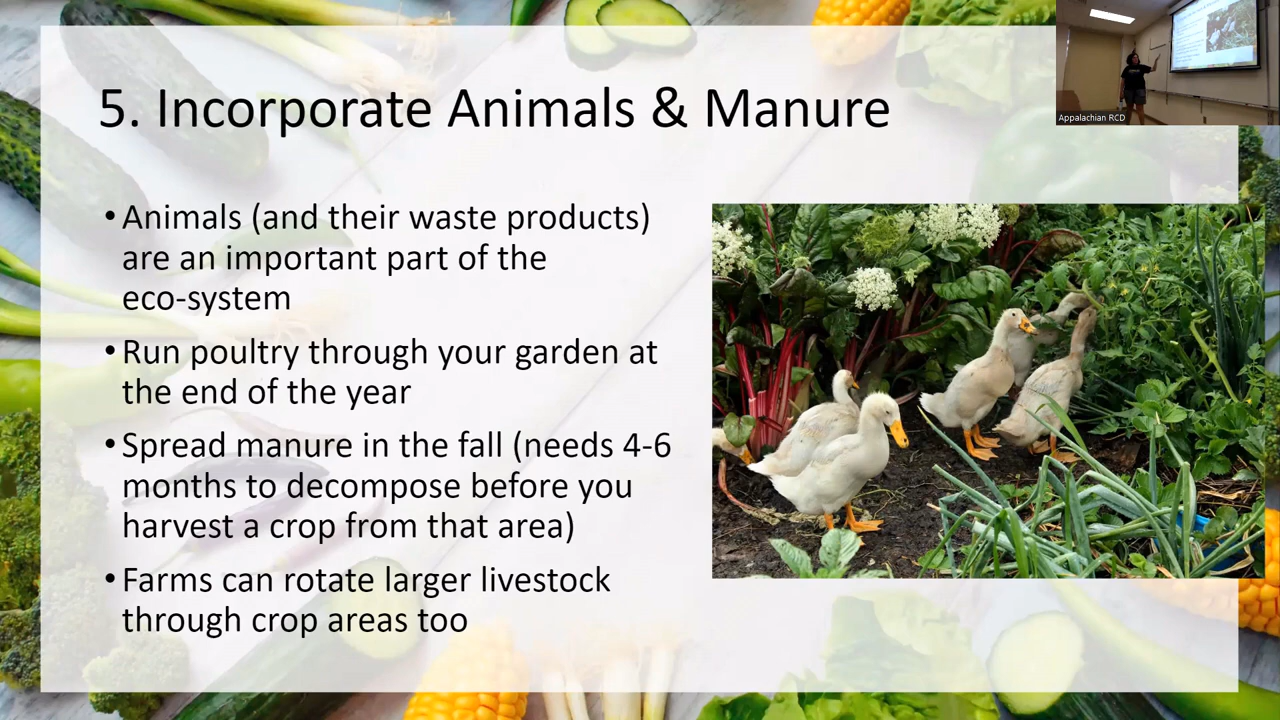 5. Incorporate Animals & Manure
Appalachian RCD
• Animals (and their waste products)
are an important part of the
eco-system
• Run poultry through your garden at
the end of the year
• Spread manure in the fall (needs 4-6
months to decompose before you
harvest a crop from that area)
• Farms can rotate larger livestock
through crop areas too